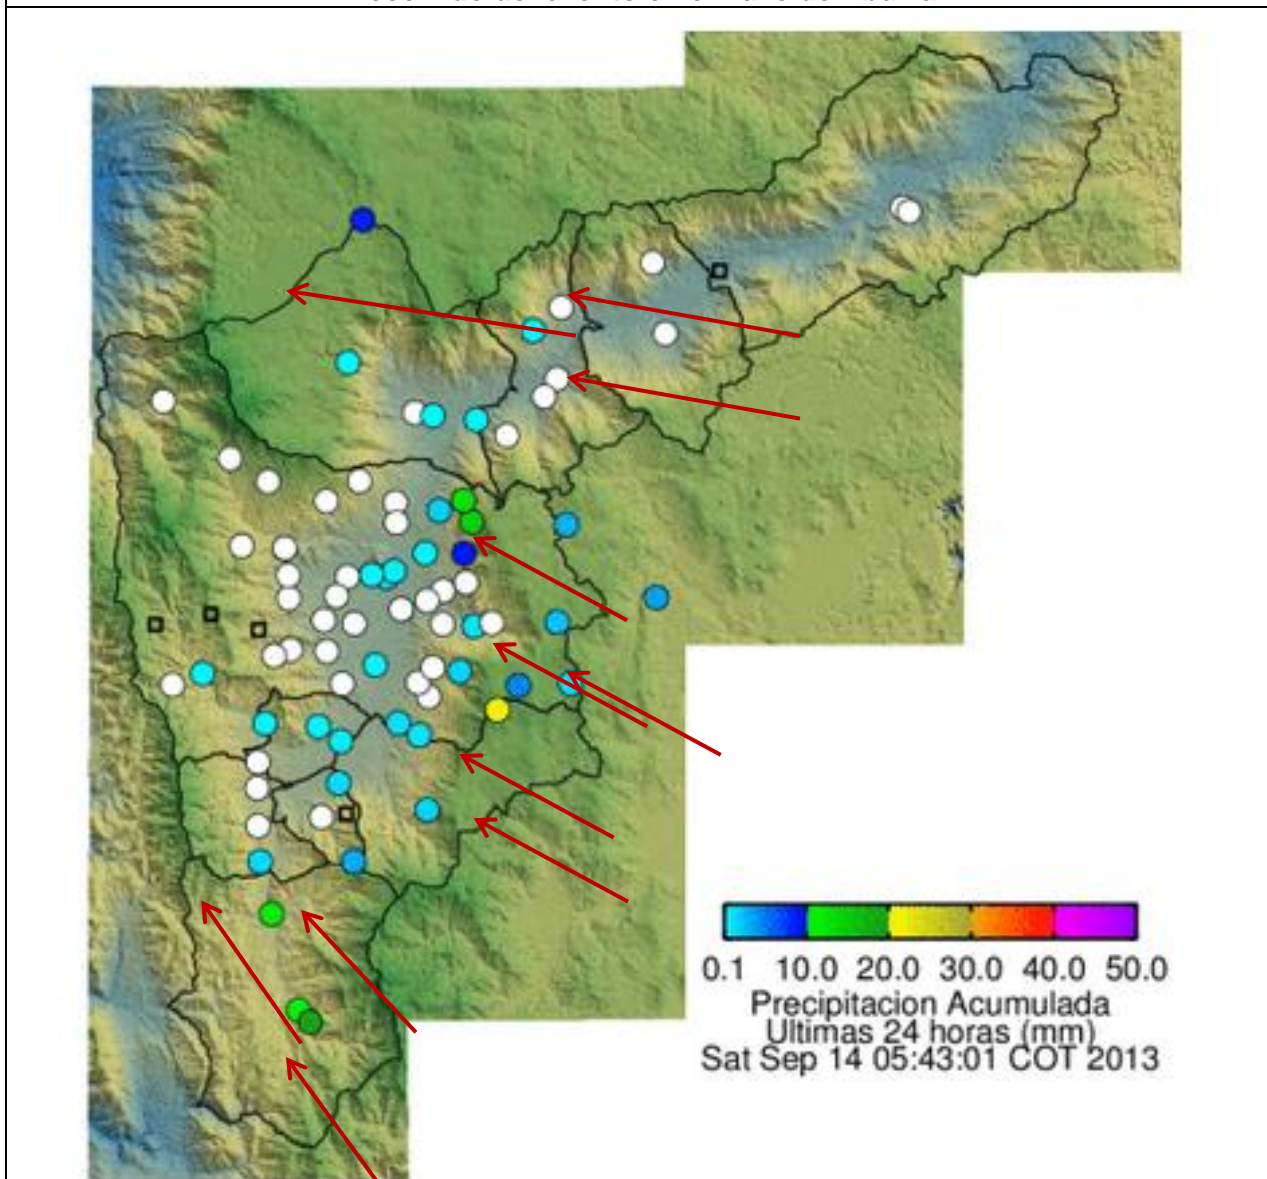 0.1 10.0 20.0 30.0 40.0 50.0
Precipitacion Acumulada
Ultimas 24 horas (mm)
Sat Sep 14 05:43:01 COT 2013